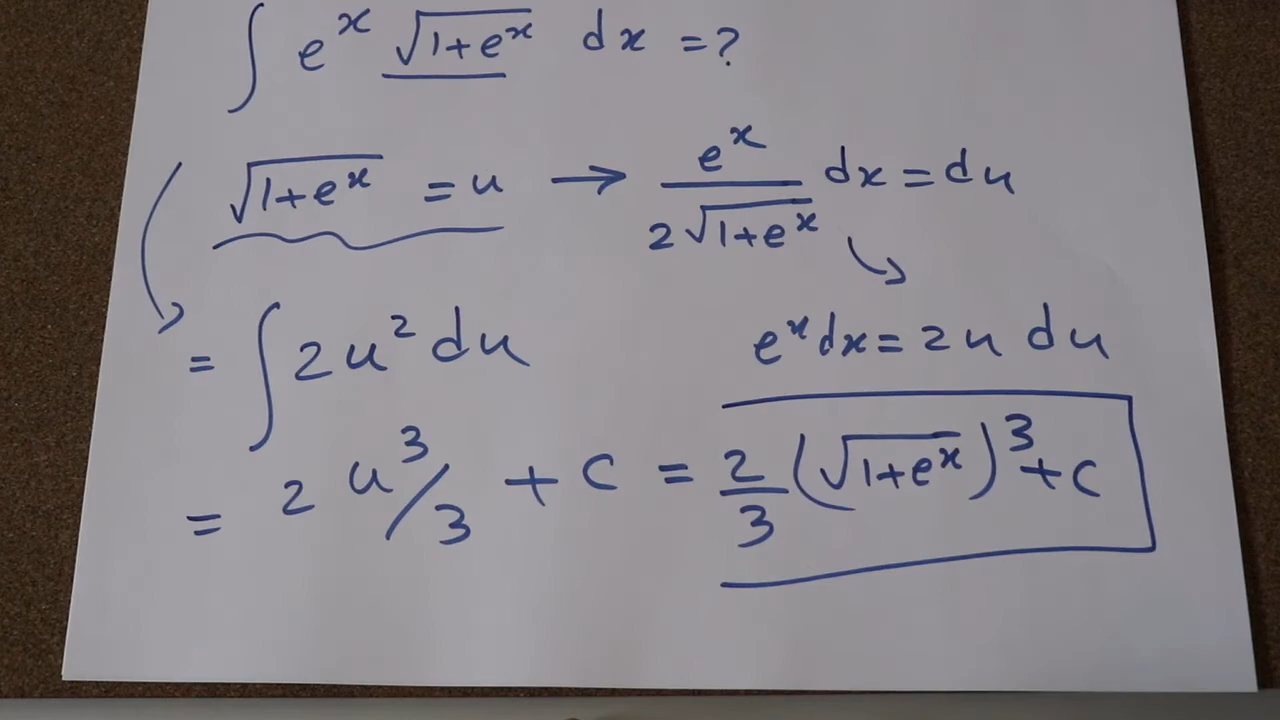 ∫ e^x √(1+e^x) dx = ?
√(1+e^x) = u → e^x / 2√(1+e^x) dx = du
= ∫ 2u² du
e^x dx = 2u du
= 2 u³/3 + c = 2/3 (√(1+e^x))³ + c